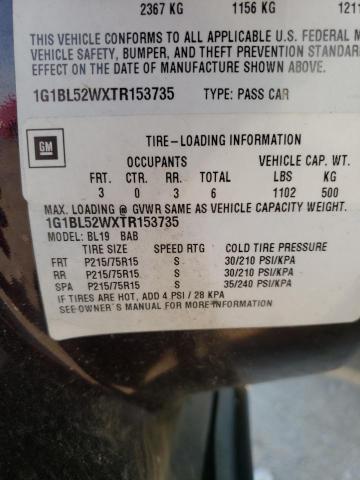 2367 KG 1156 KG 1211
THIS VEHICLE CONFORMS TO ALL APPLICABLE U.S. FEDERAL M
VEHICLE SAFETY, BUMPER, AND THEFT PREVENTION STANDARD
EFFECT ON THE DATE OF MANUFACTURE SHOWN ABOVE.
1G1BL52WXTR153735 TYPE: PASS CAR
GM
TIRE-LOADING INFORMATION
OCCUPANTS VEHICLE CAP. WT.
FRT. CTR. RR. TOTAL LBS KG
3 0 3 6 1102 500
MAX. LOADING @ GVWR SAME AS VEHICLE CAPACITY WEIGHT.
1G1BL52WXTR153735
MODEL: BL19 BAB
TIRE SIZE SPEED RTG COLD TIRE PRESSURE
FRT P215/75R15 S 30/210 PSI/KPA
RR P215/75R15 S 30/210 PSI/KPA
SPA P215/75R15 S 35/240 PSI/KPA
IF TIRES ARE HOT, ADD 4 PSI / 28 KPA
SEE OWNER'S MANUAL FOR MORE INFORMATION